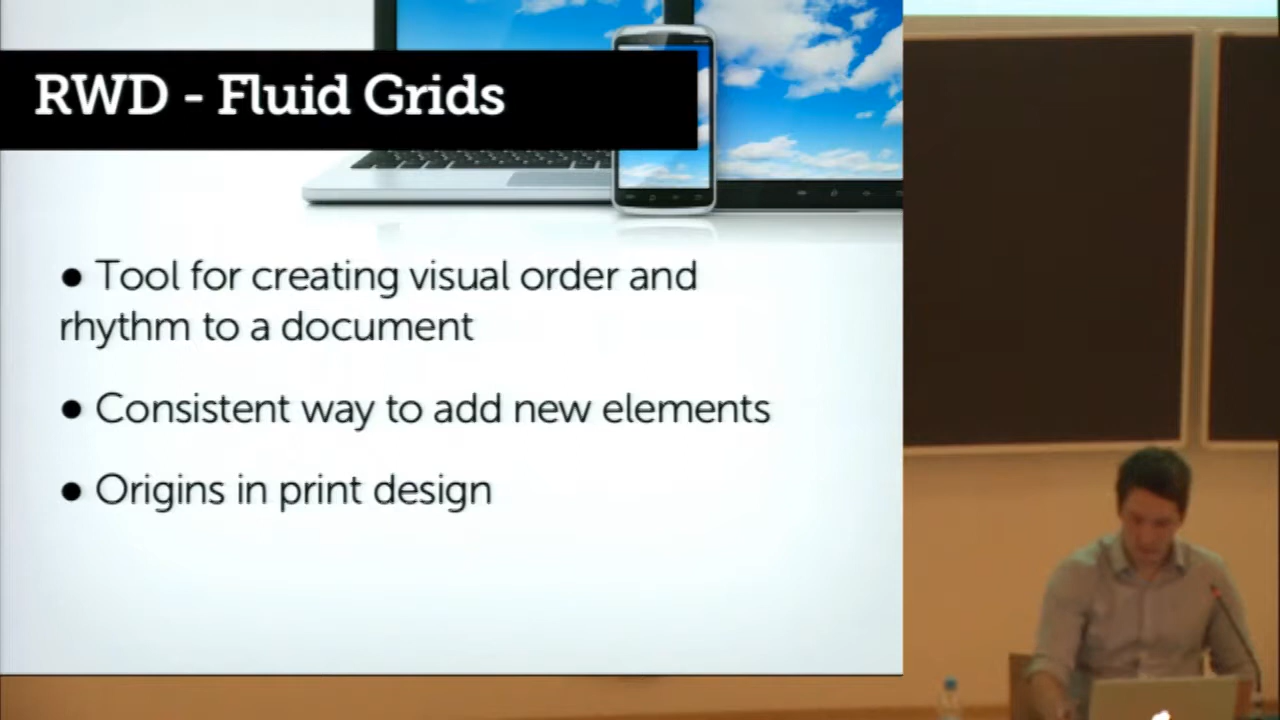 RWD - Fluid Grids
● Tool for creating visual order and
rhythm to a document
● Consistent way to add new elements
● Origins in print design